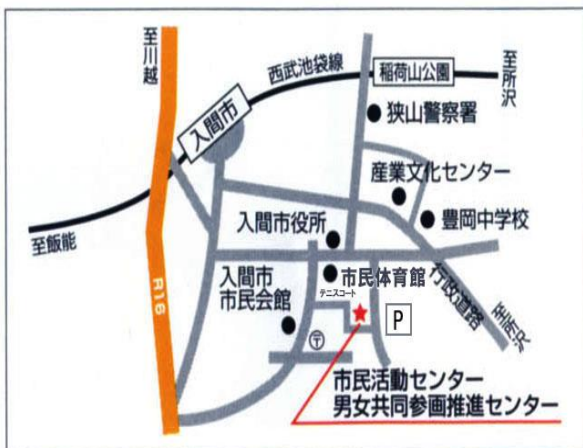 至川越
西武池袋線
稲荷山公園
至所沢
狭山警察署
入間市
産業文化センター
豊岡中学校
至飯能
入間市役所
市民体育館
行政道路
R16
入間市
市民会館
テニスコート
〒
P
至所沢
市民活動センター
男女共同参画推進センター